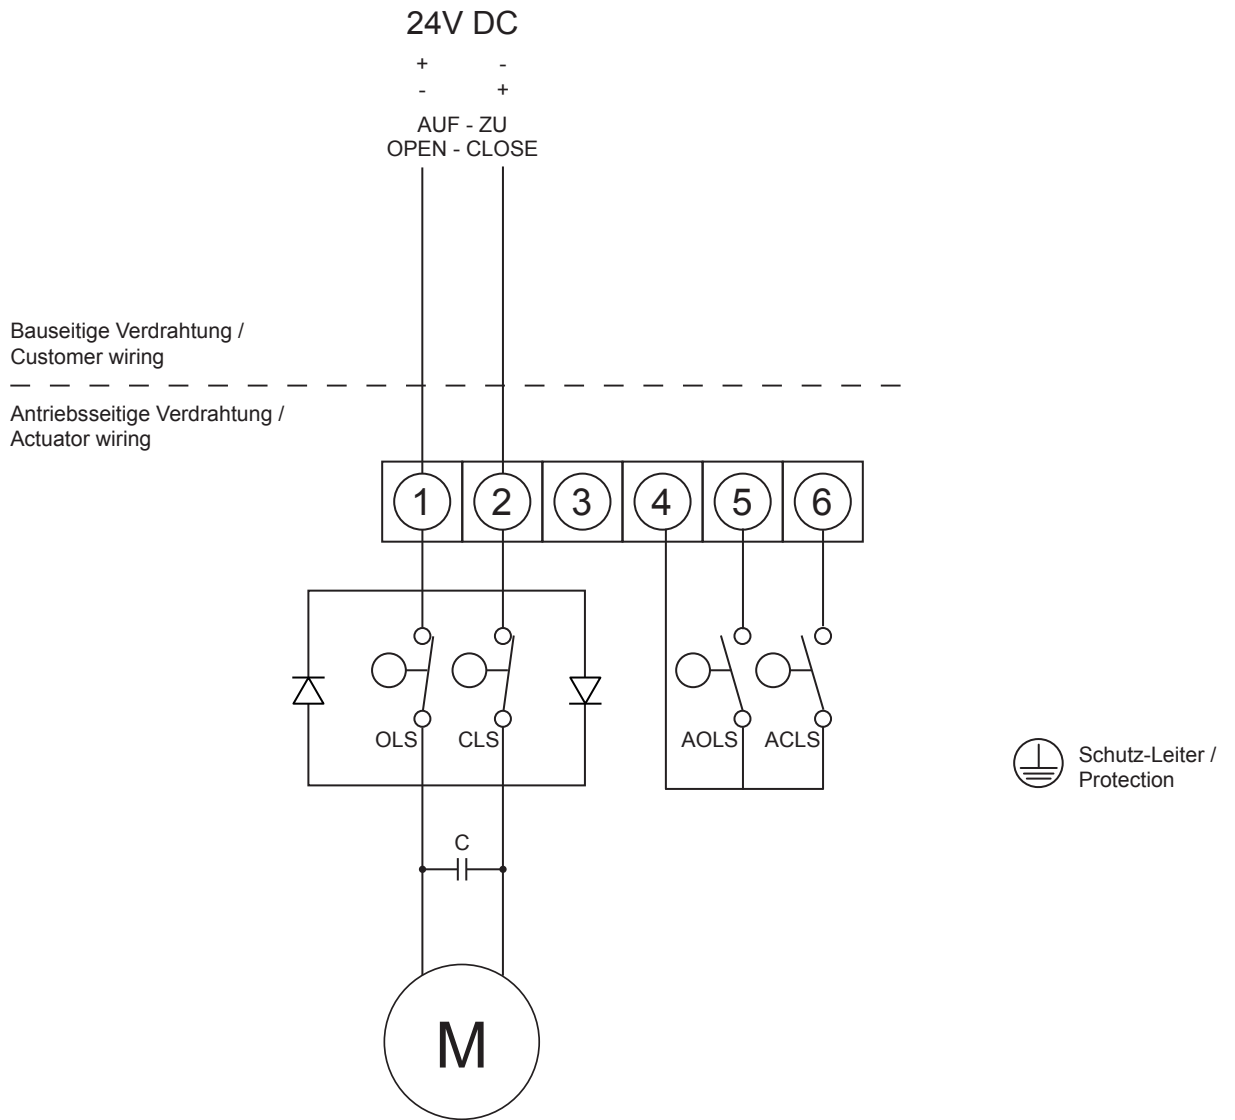 24V DC
+ -
- +
AUF - ZU
OPEN - CLOSE
Bauseitige Verdrahtung /
Customer wiring
Antriebsseitige Verdrahtung /
Actuator wiring
1 2 3 4 5 6
OLS CLS AOLS ACLS
Schutz-Leiter /
Protection
C
M